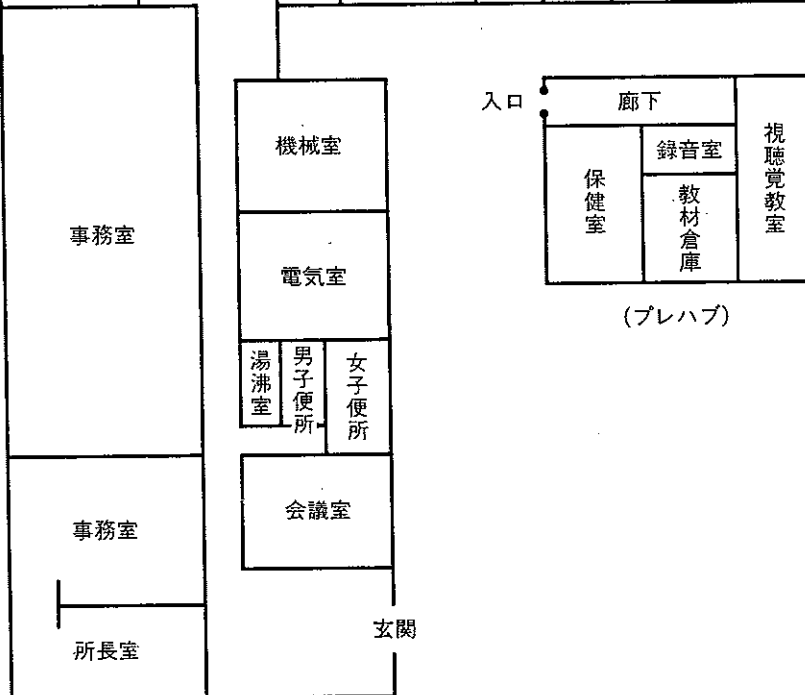 機械室
事務室
電気室
湯沸室
男子便所
女子便所
会議室
事務室
所長室
玄関
入口
廊下
録音室
保健室
教材倉庫
視聴覚教室
(プレハブ)